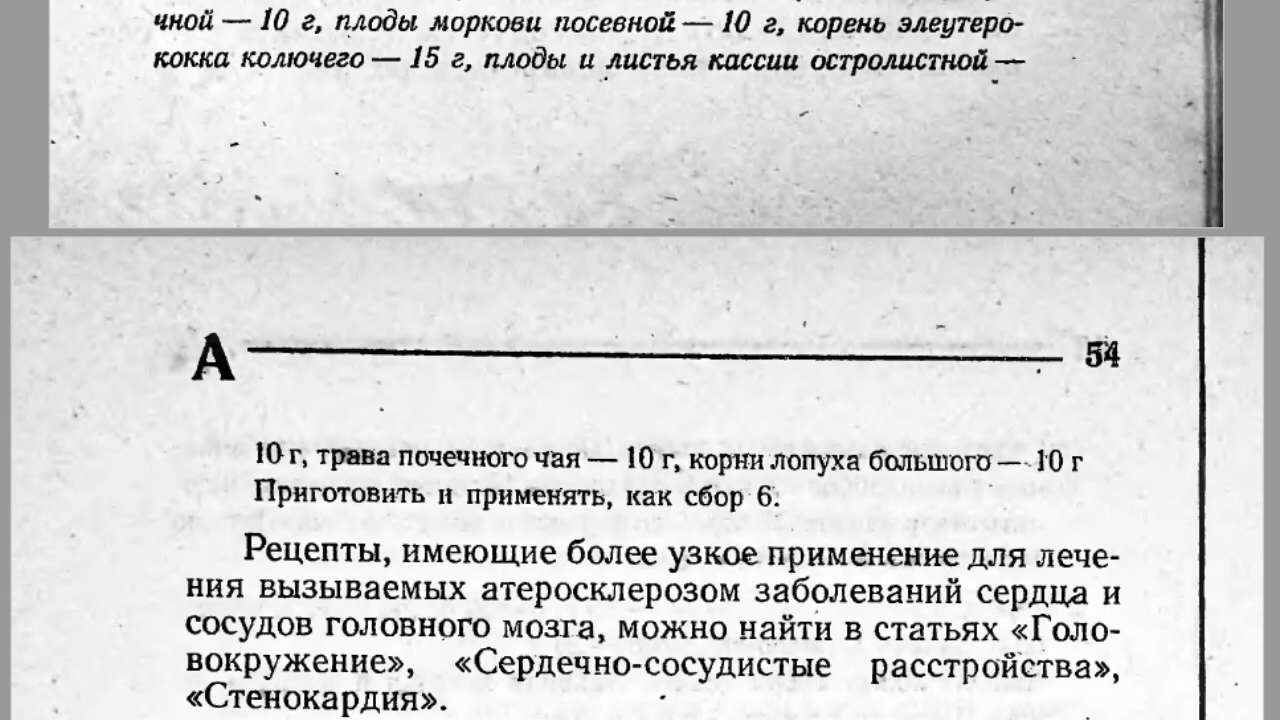 чной — 10 г, плоды моркови посевной — 10 г, корень элеутеро-
кокка колючего — 15 г, плоды и листья кассии остролистной —
А 54
10 г, трава почечного чая — 10 г, корни лопуха большого — 10 г
Приготовить и применять, как сбор 6.
Рецепты, имеющие более узкое применение для лече-
ния вызываемых атеросклерозом заболеваний сердца и
сосудов головного мозга, можно найти в статьях «Голо-
вокружение», «Сердечно-сосудистые расстройства»,
«Стенокардия».